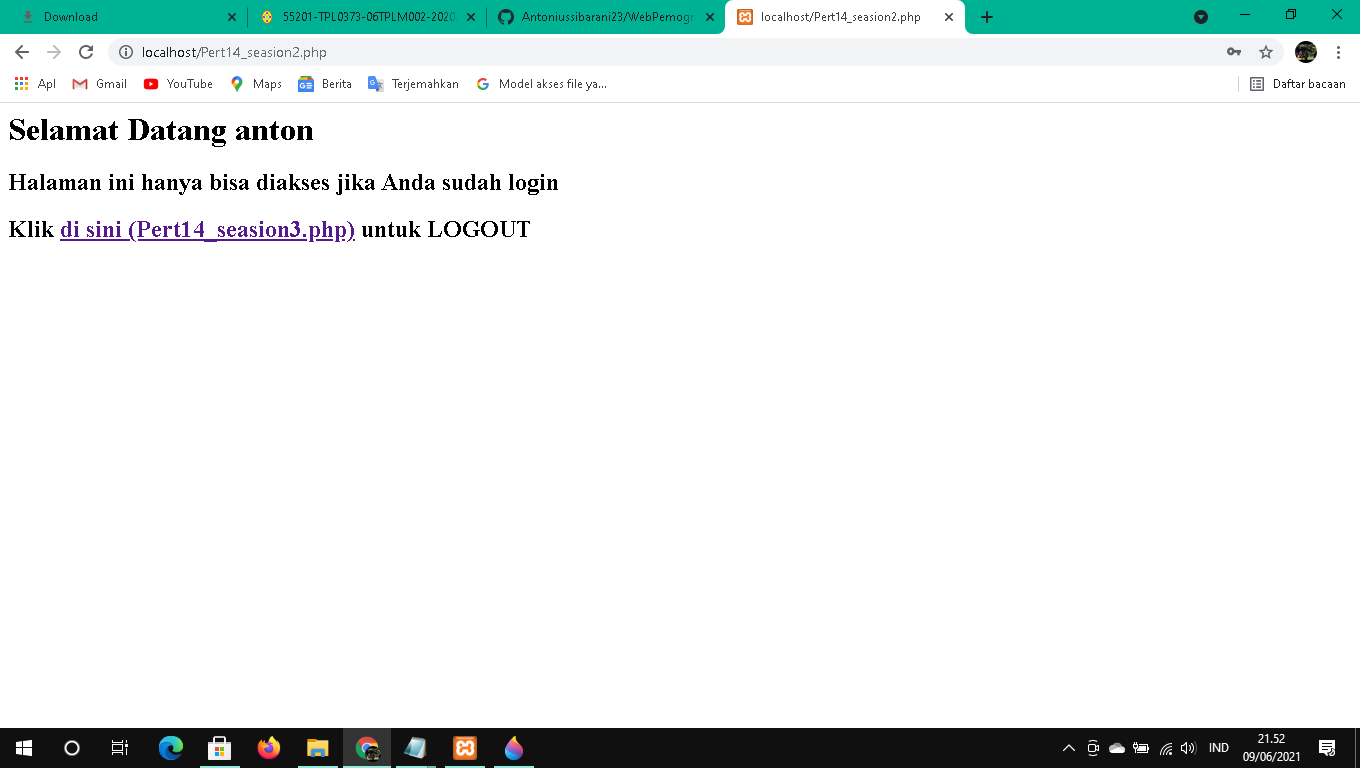 Download
55201-TPL0373-06TPLM002-2020
Antoniussibarani23/WebPemogr
localhost/Pert14_seasion2.php
localhost/Pert14_seasion2.php
Apl Gmail YouTube Maps Berita Terjemahkan Model akses file ya... Daftar bacaan
Selamat Datang anton
Halaman ini hanya bisa diakses jika Anda sudah login
Klik di sini (Pert14_seasion3.php) untuk LOGOUT
IND
21.52
09/06/2021